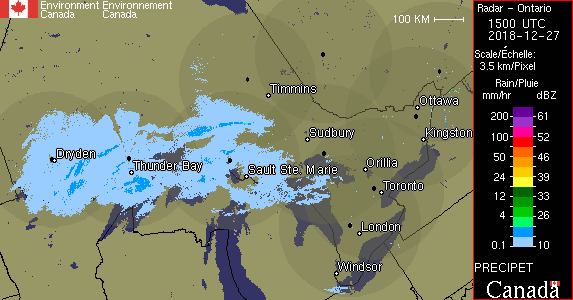 Environment Environnement
Canada Canada
100 KM
Timmins
Ottawa
Sudbury
Kingston
Dryden
Thunder Bay
Sault Ste. Marie
Orillia
Toronto
London
Windsor
Radar - Ontario
1500 UTC
2018-12-27
Scale/Échelle:
3.5 km/Pixel
Rain/Pluie
mm/hr dBZ
200 61
100 52
50 46
24 39
12 33
4 26
0.1 10
PRECIPET
Canada